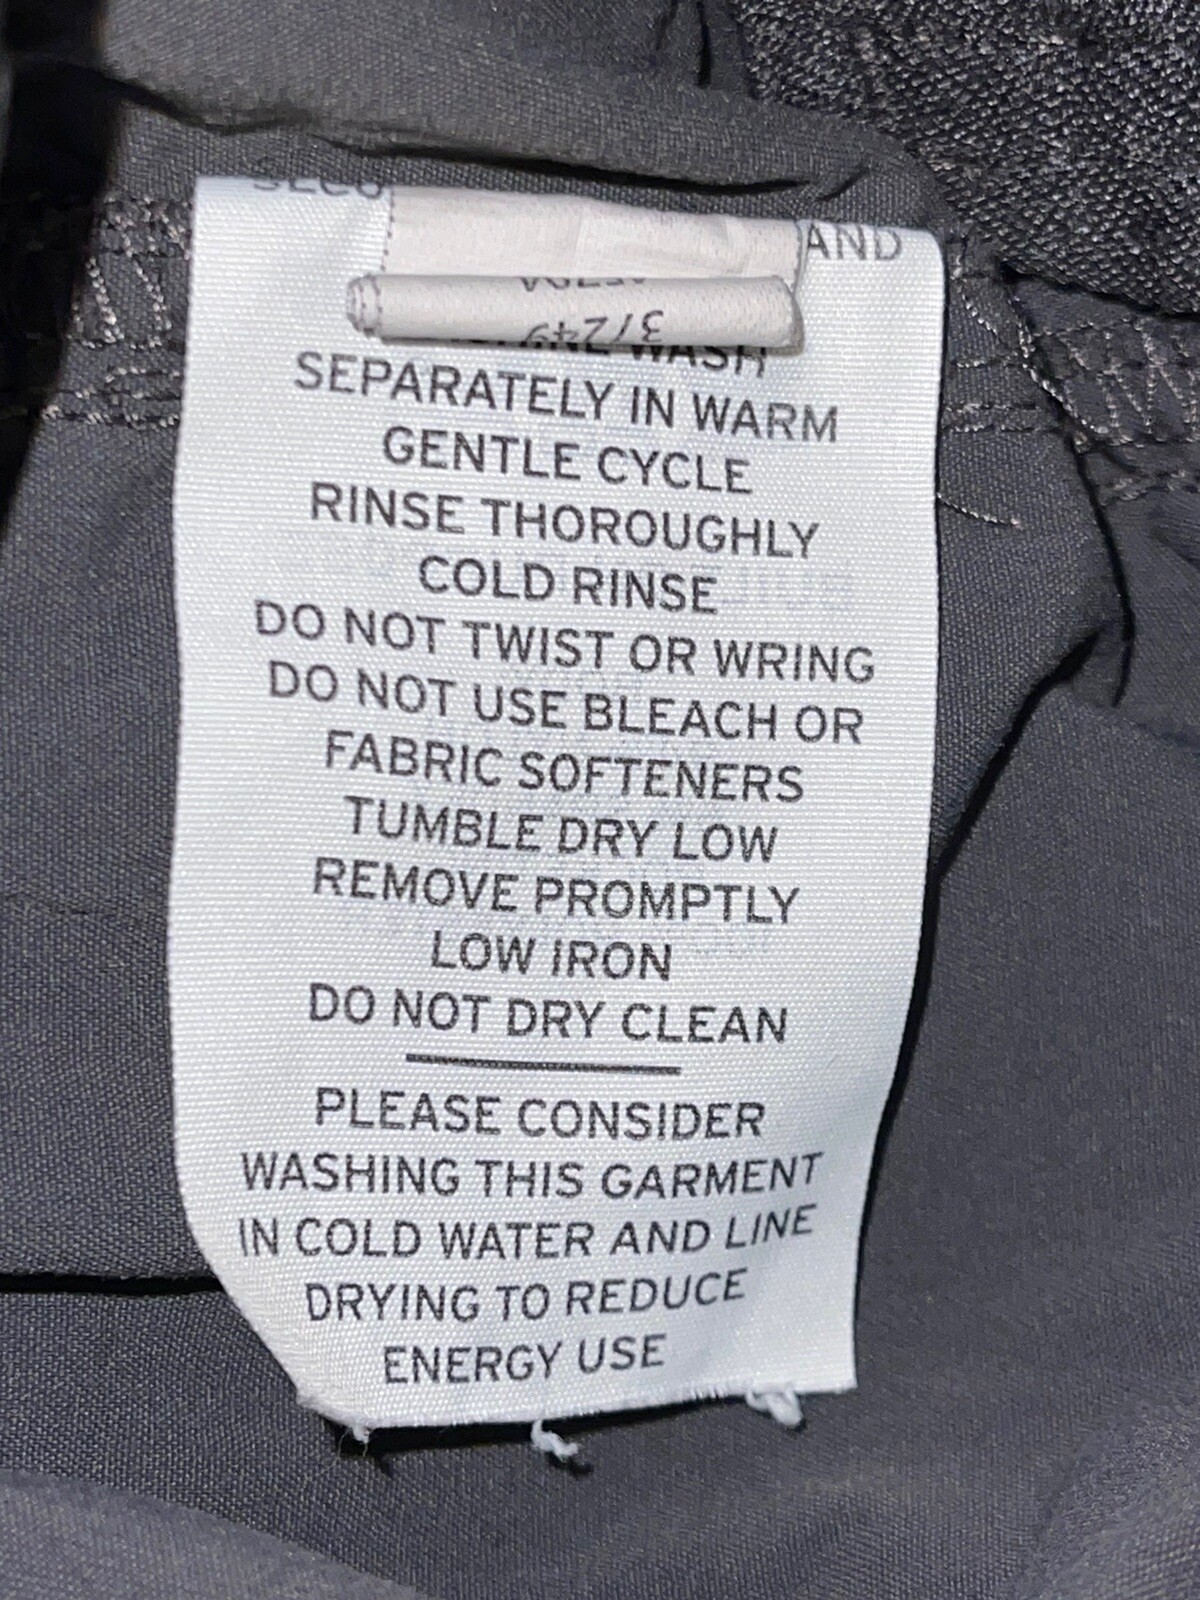 AND
WASH
SEPARATELY IN WARM
GENTLE CYCLE
RINSE THOROUGHLY
COLD RINSE
DO NOT TWIST OR WRING
DO NOT USE BLEACH OR
FABRIC SOFTENERS
TUMBLE DRY LOW
REMOVE PROMPTLY
LOW IRON
DO NOT DRY CLEAN
PLEASE CONSIDER
WASHING THIS GARMENT
IN COLD WATER AND LINE
DRYING TO REDUCE
ENERGY USE